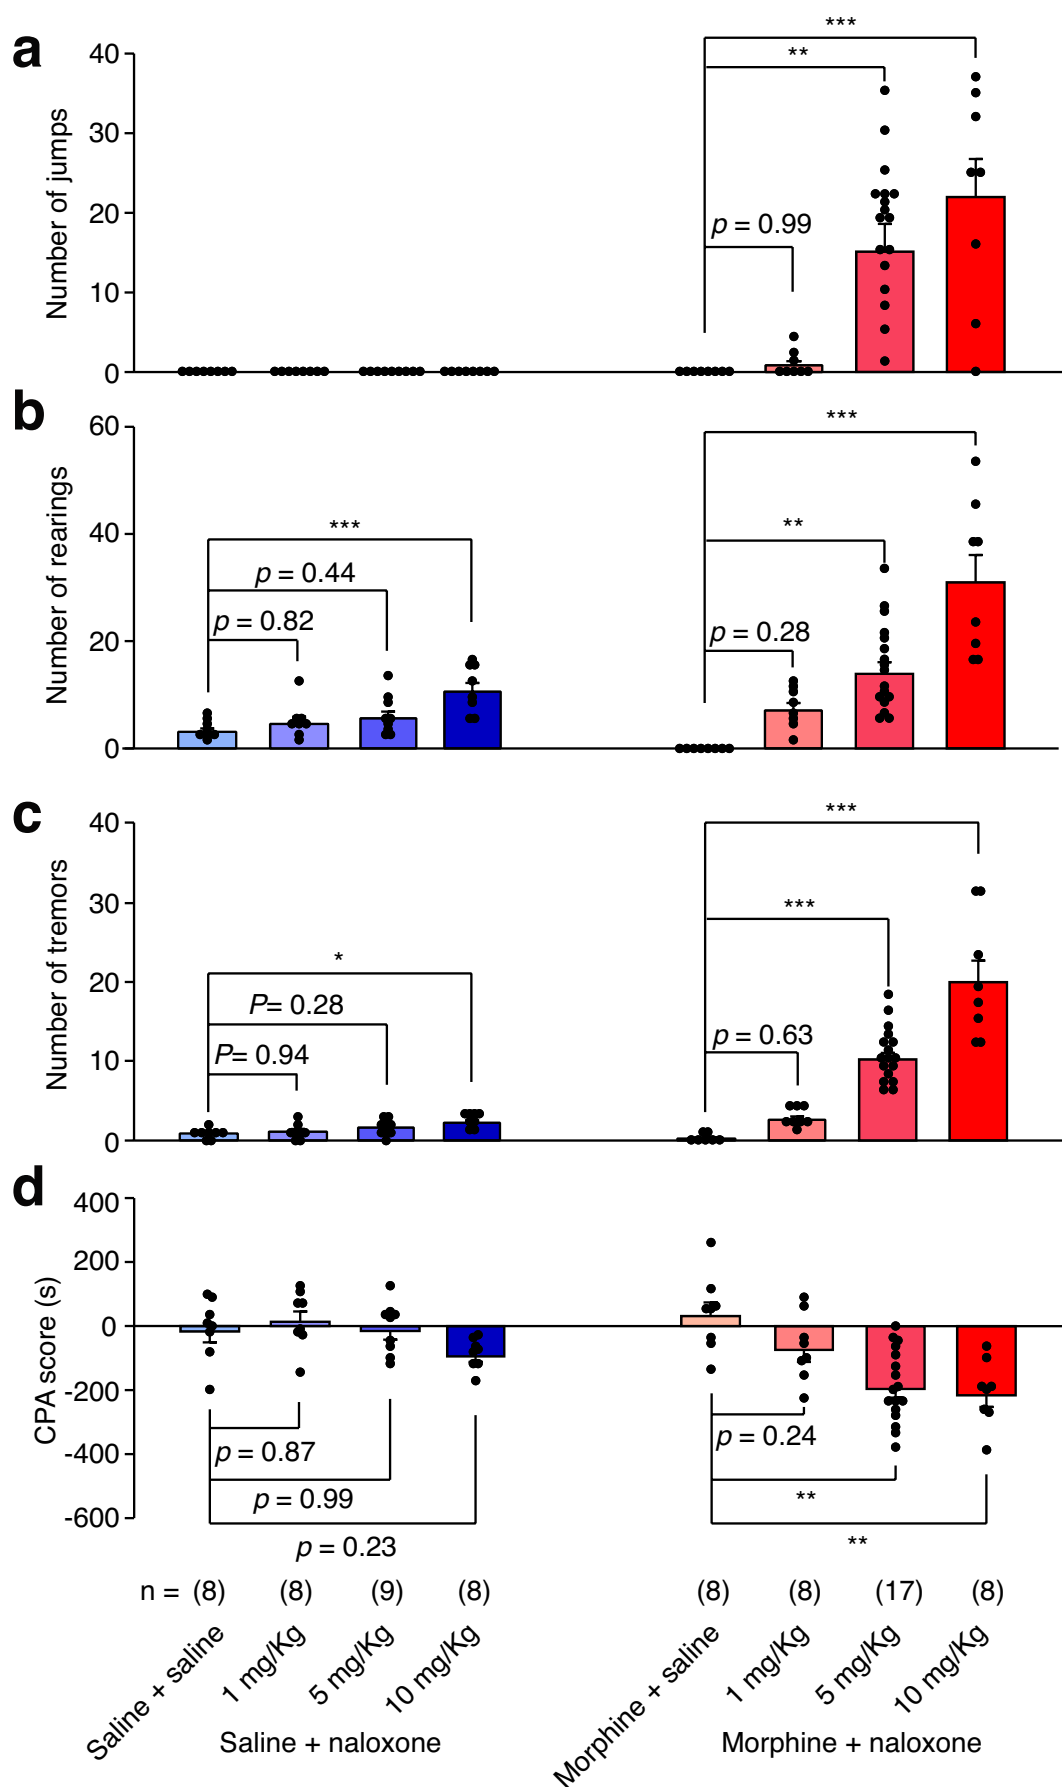 a
Number of jumps
40
30
20
10
0
***
**
p = 0.99
b
Number of rearings
60
40
20
0
***
p = 0.44
p = 0.82
***
**
p = 0.28
c
Number of tremors
40
30
20
10
0
*
P= 0.28
P= 0.94
***
***
p = 0.63
d
CPA score (s)
400
200
0
-200
-400
-600
p = 0.87
p = 0.99
p = 0.23
p = 0.24
**
**
n = (8) (8) (9) (8) (8) (8) (17) (8)
Saline + saline
1 mg/Kg
5 mg/Kg
10 mg/Kg
Morphine + saline
1 mg/Kg
5 mg/Kg
10 mg/Kg
Saline + naloxone
Morphine + naloxone